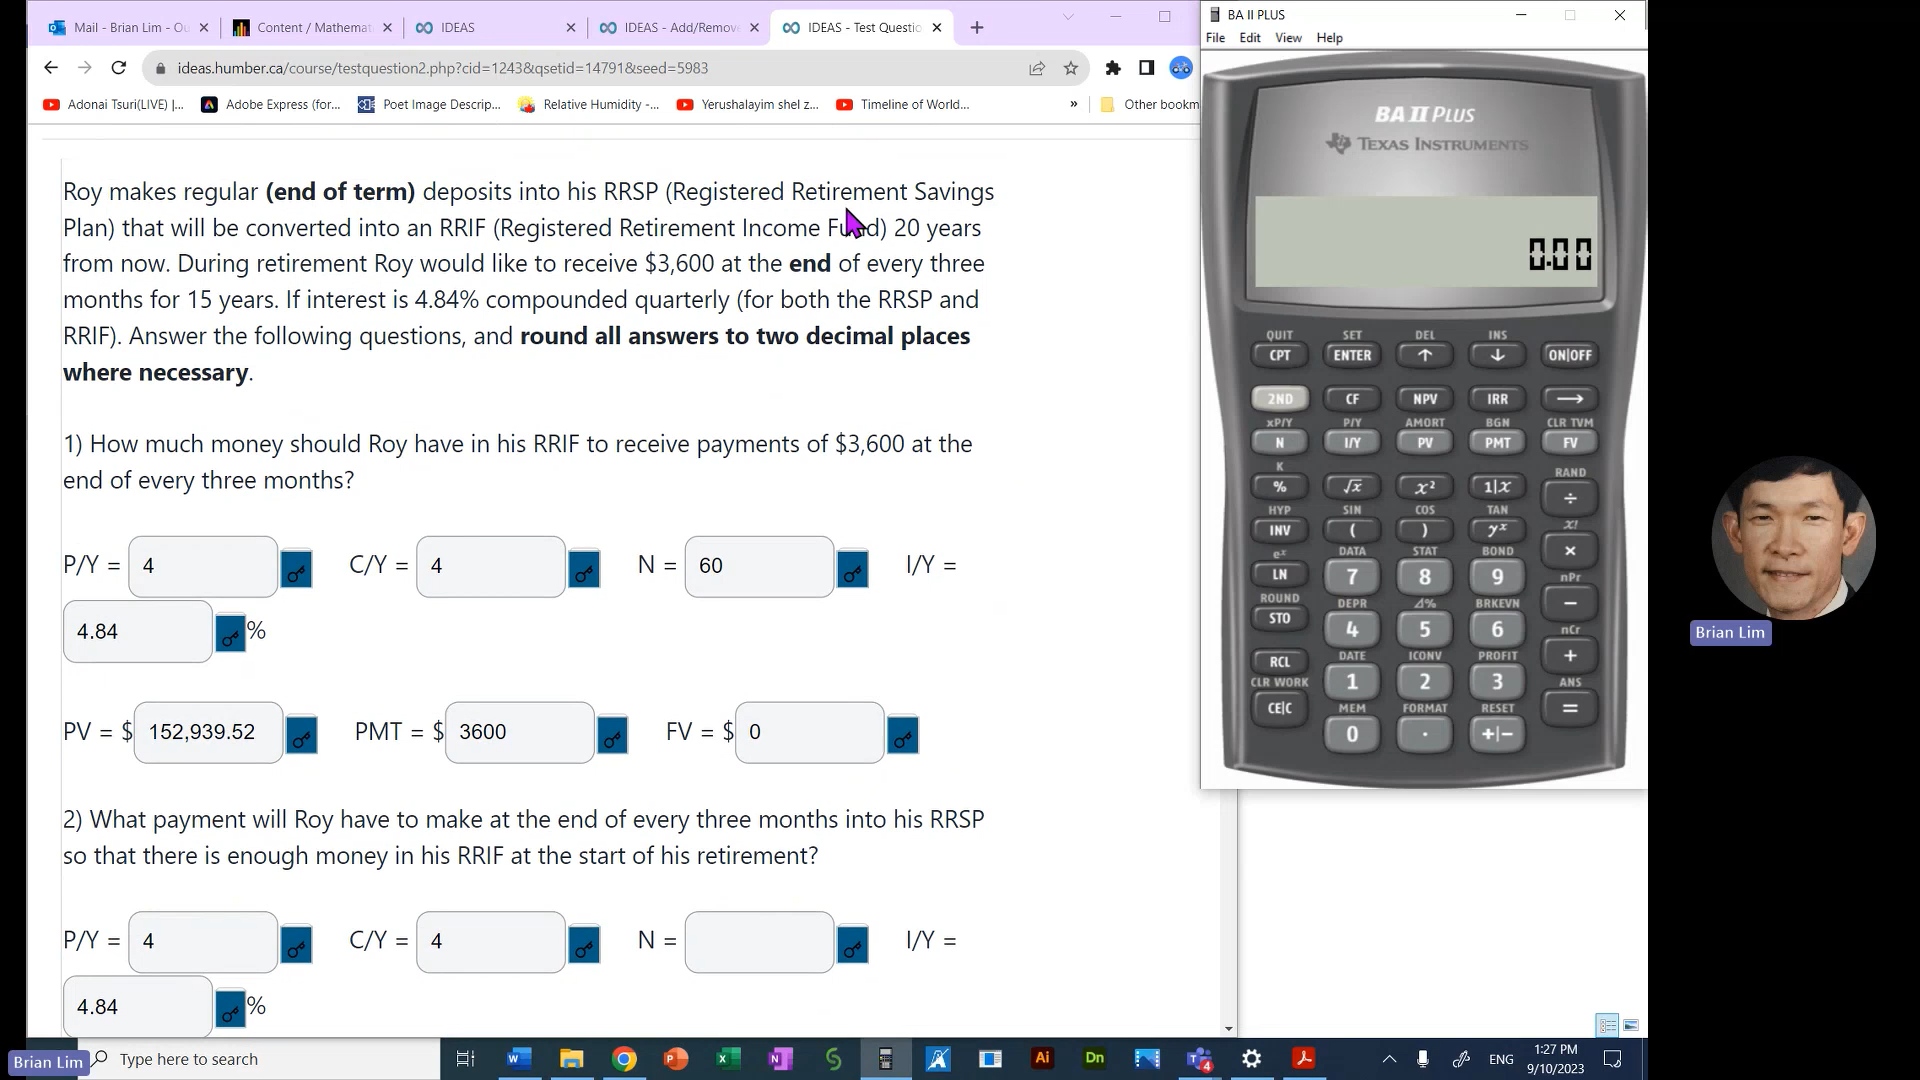 Mail - Brian Lim - Ou
Content / Mathemat
IDEAS
IDEAS - Add/Remov
IDEAS - Test Questio
BA II PLUS
File Edit View Help
ideas.humber.ca/course/testquestion2.php?cid=1243&qsetid=14791&seed=5983
Adonai Tsuri(LIVE) |...
Adobe Express (for...
Poet Image Descrip...
Relative Humidity -...
Yerushalayim shel z...
Timeline of World...
»
Other bookm
Roy makes regular (end of term) deposits into his RRSP (Registered Retirement Savings
Plan) that will be converted into an RRIF (Registered Retirement Income Fund) 20 years
from now. During retirement Roy would like to receive $3,600 at the end of every three
months for 15 years. If interest is 4.84% compounded quarterly (for both the RRSP and
RRIF). Answer the following questions, and round all answers to two decimal places
where necessary.
1) How much money should Roy have in his RRIF to receive payments of $3,600 at the
end of every three months?
P/Y = 4 C/Y = 4 N = 60 I/Y =
4.84 %
PV = $ 152,939.52 PMT = $ 3600 FV = $ 0
2) What payment will Roy have to make at the end of every three months into his RRSP
so that there is enough money in his RRIF at the start of his retirement?
P/Y = 4 C/Y = 4 N = I/Y =
4.84 %
BA II PLUS
TEXAS INSTRUMENTS
0.00
QUIT SET DEL INS
CPT ENTER ↑ ↓ ON|OFF
2ND CF NPV IRR →
xP/Y P/Y AMORT BGN CLR TVM
N I/Y PV PMT FV
K RAND
% √x x² 1|x ÷
HYP SIN COS TAN x!
INV ( ) yˣ ×
eˣ DATA STAT BOND nPr
LN 7 8 9 −
ROUND DEPR Δ% BRKEVN nCr
STO 4 5 6 +
DATE ICONV PROFIT ANS
RCL 1 2 3 =
CLR WORK MEM FORMAT RESET
CE|C 0 . +|−
Brian Lim
Brian Lim
Type here to search
4
ENG
1:27 PM
9/10/2023